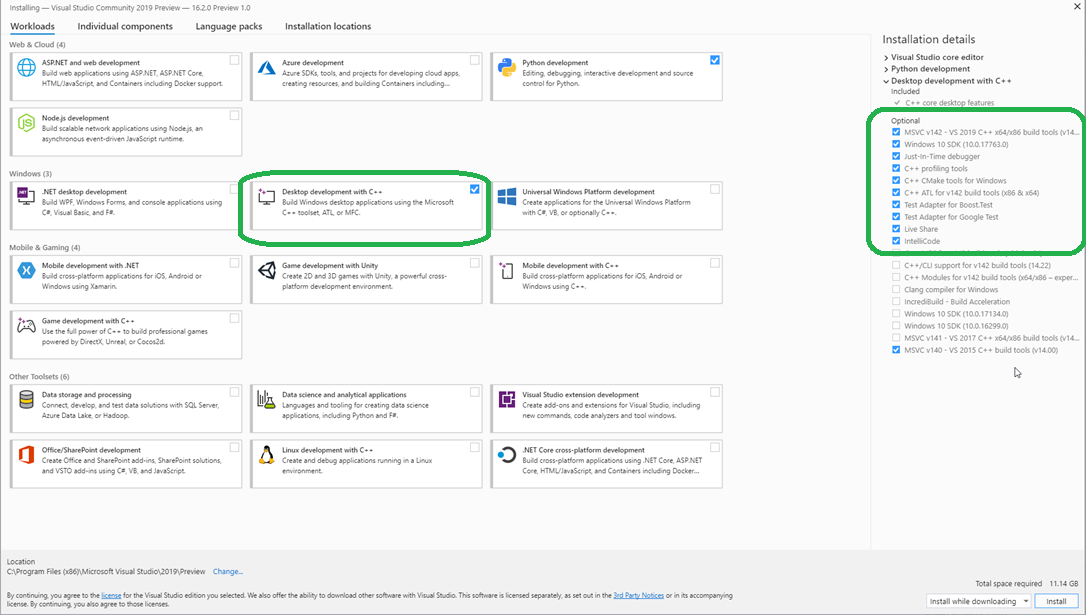 Installing — Visual Studio Community 2019 Preview — 16.2.0 Preview 1.0
Workloads
Individual components
Language packs
Installation locations
Web & Cloud (4)
ASP.NET and web development
Build web applications using ASP.NET, ASP.NET Core,
HTML/JavaScript, and Containers including Docker support.
Azure development
Azure SDKs, tools, and projects for developing cloud apps,
creating resources, and building Containers including...
Python development
Editing, debugging, interactive development and source
control for Python.
Node.js development
Build scalable network applications using Node.js, an
asynchronous event-driven JavaScript runtime.
Windows (3)
.NET desktop development
Build WPF, Windows Forms, and console applications using
C#, Visual Basic, and F#.
Desktop development with C++
Build Windows desktop applications using the Microsoft
C++ toolset, ATL, or MFC.
Universal Windows Platform development
Create applications for the Universal Windows Platform
with C#, VB, or optionally C++.
Mobile & Gaming (4)
Mobile development with .NET
Build cross-platform applications for iOS, Android or
Windows using Xamarin.
Game development with Unity
Create 2D and 3D games with Unity, a powerful cross-
platform development environment.
Mobile development with C++
Build cross-platform applications for iOS, Android or
Windows using C++.
Game development with C++
Use the full power of C++ to build professional games
powered by DirectX, Unreal, or Cocos2d.
Other Toolsets (6)
Data storage and processing
Connect, develop, and test data solutions with SQL Server,
Azure Data Lake, or Hadoop.
Data science and analytical applications
Languages and tooling for creating data science
applications, including Python and F#.
Visual Studio extension development
Create add-ons and extensions for Visual Studio, including
new commands, code analyzers and tool windows.
Office/SharePoint development
Create Office and SharePoint add-ins, SharePoint solutions,
and VSTO add-ins using C#, VB, and JavaScript.
Linux development with C++
Create and debug applications running in a Linux
environment.
.NET Core cross-platform development
Build cross-platform applications using .NET Core, ASP.NET
Core, HTML/JavaScript, and Containers including Docker...
Installation details
Visual Studio core editor
Python development
Desktop development with C++
Included
C++ core desktop features
Optional
MSVC v142 - VS 2019 C++ x64/x86 build tools (v14...
Windows 10 SDK (10.0.17763.0)
Just-In-Time debugger
C++ profiling tools
C++ CMake tools for Windows
C++ ATL for v142 build tools (x86 & x64)
Test Adapter for Boost.Test
Test Adapter for Google Test
Live Share
IntelliCode
C++/CLI support for v142 build tools (14.22)
C++ Modules for v142 build tools (x64/x86 – exper...
Clang compiler for Windows
IncrediBuild - Build Acceleration
Windows 10 SDK (10.0.17134.0)
Windows 10 SDK (10.0.16299.0)
MSVC v141 - VS 2017 C++ x64/x86 build tools (v14...
MSVC v140 - VS 2015 C++ build tools (v14.00)
Location
C:\Program Files (x86)\Microsoft Visual Studio\2019\Preview Change...
Total space required 11.14 GB
By continuing, you agree to the license for the Visual Studio edition you selected. We also offer the ability to download other software with Visual Studio. This software is licensed separately, as set out in the 3rd Party Notices or in its accompanying
license. By continuing, you also agree to those licenses.
Install while downloading
Install